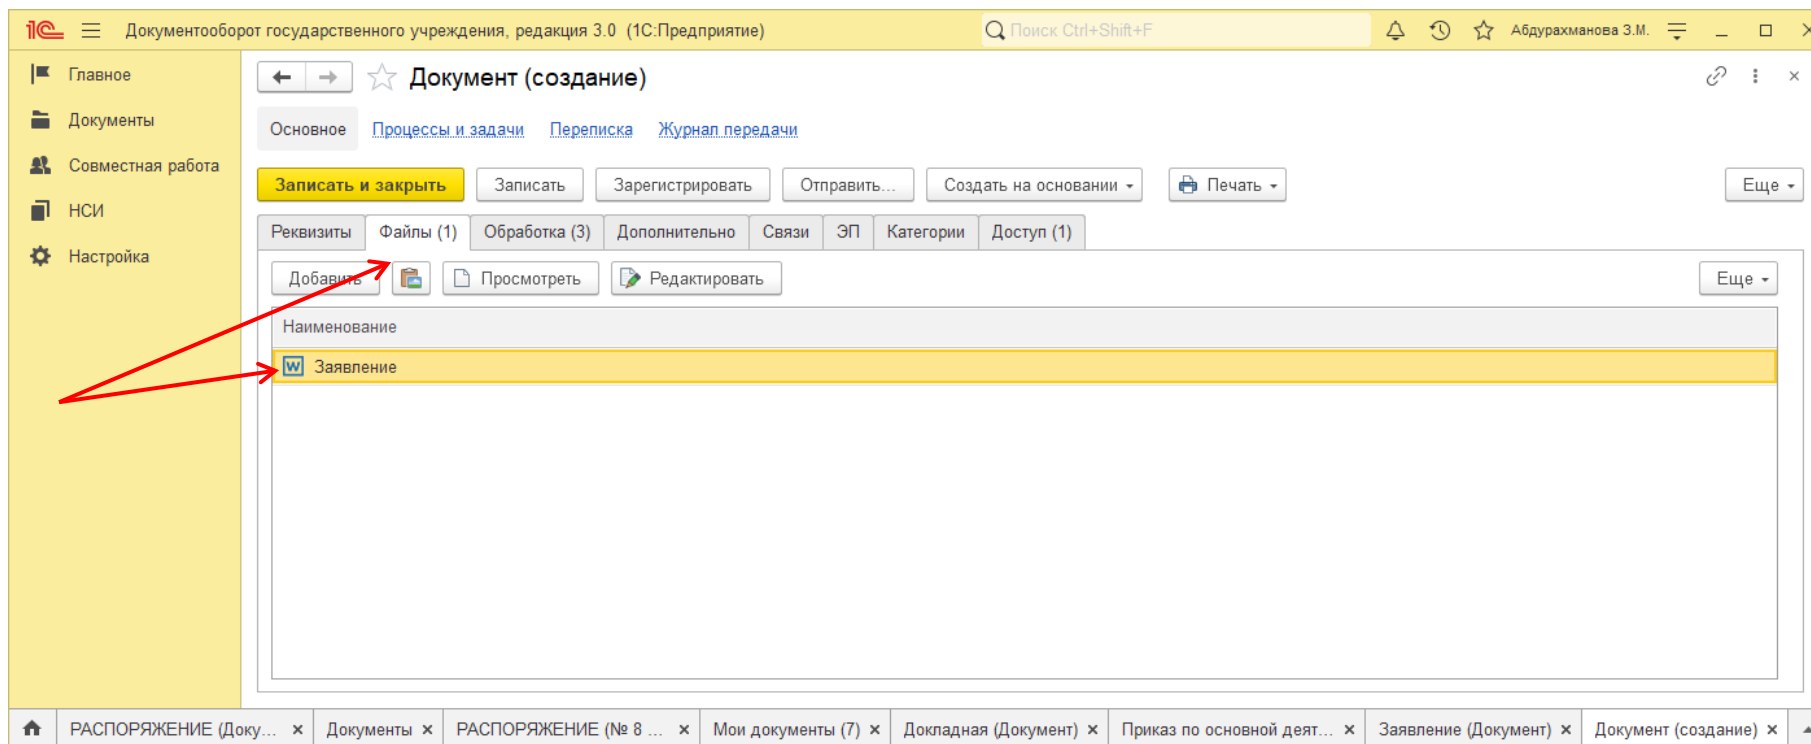 1С Документооборот государственного учреждения, редакция 3.0 (1С:Предприятие) Поиск Ctrl+Shift+F Абдурахманова З.М.
Главное
Документы
Совместная работа
НСИ
Настройка
Документ (создание)
Основное Процессы и задачи Переписка Журнал передачи
Записать и закрыть Записать Зарегистрировать Отправить... Создать на основании Печать Еще
Реквизиты Файлы (1) Обработка (3) Дополнительно Связи ЭП Категории Доступ (1)
Добавить Просмотреть Редактировать Еще
Наименование
W Заявление
РАСПОРЯЖЕНИЕ (Доку... Документы РАСПОРЯЖЕНИЕ (№ 8 ... Мои документы (7) Докладная (Документ) Приказ по основной деят... Заявление (Документ) Документ (создание)